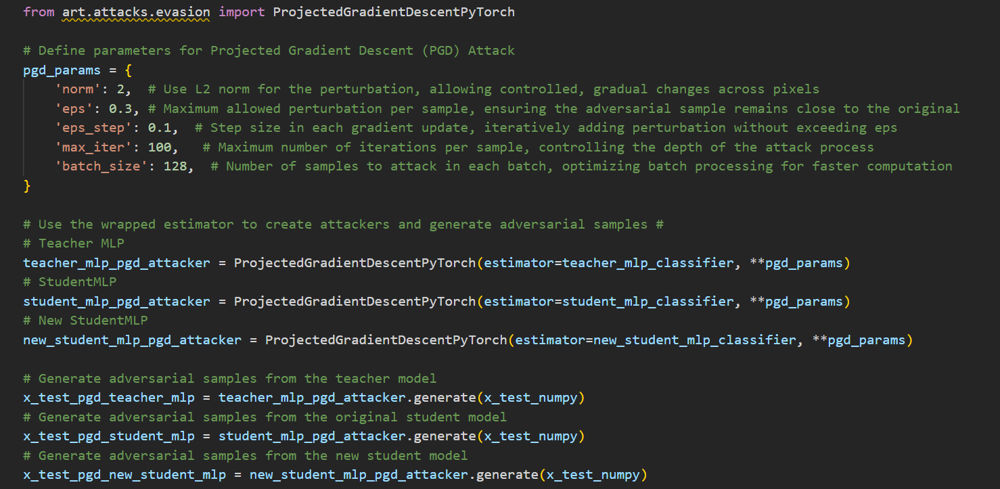 from art.attacks.evasion import ProjectedGradientDescentPyTorch
# Define parameters for Projected Gradient Descent (PGD) Attack
pgd_params = {
'norm': 2,  # Use L2 norm for the perturbation, allowing controlled, gradual changes across pixels
'eps': 0.3, # Maximum allowed perturbation per sample, ensuring the adversarial sample remains close to the original
'eps_step': 0.1,  # Step size in each gradient update, iteratively adding perturbation without exceeding eps
'max_iter': 100,   # Maximum number of iterations per sample, controlling the depth of the attack process
'batch_size': 128,  # Number of samples to attack in each batch, optimizing batch processing for faster computation
}
# Use the wrapped estimator to create attackers and generate adversarial samples #
# Teacher MLP
teacher_mlp_pgd_attacker = ProjectedGradientDescentPyTorch(estimator=teacher_mlp_classifier, **pgd_params)
# StudentMLP
student_mlp_pgd_attacker = ProjectedGradientDescentPyTorch(estimator=student_mlp_classifier, **pgd_params)
# New StudentMLP
new_student_mlp_pgd_attacker = ProjectedGradientDescentPyTorch(estimator=new_student_mlp_classifier, **pgd_params)
# Generate adversarial samples from the teacher model
x_test_pgd_teacher_mlp = teacher_mlp_pgd_attacker.generate(x_test_numpy)
# Generate adversarial samples from the original student model
x_test_pgd_student_mlp = student_mlp_pgd_attacker.generate(x_test_numpy)
# Generate adversarial samples from the new student model
x_test_pgd_new_student_mlp = new_student_mlp_pgd_attacker.generate(x_test_numpy)